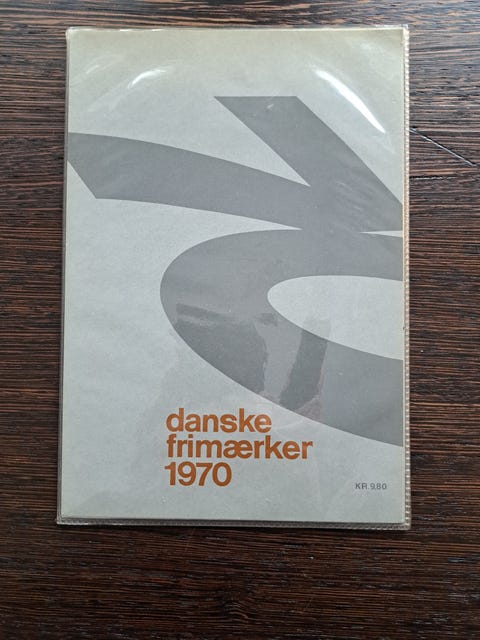 danske
frimærker
1970
KR. 9,80